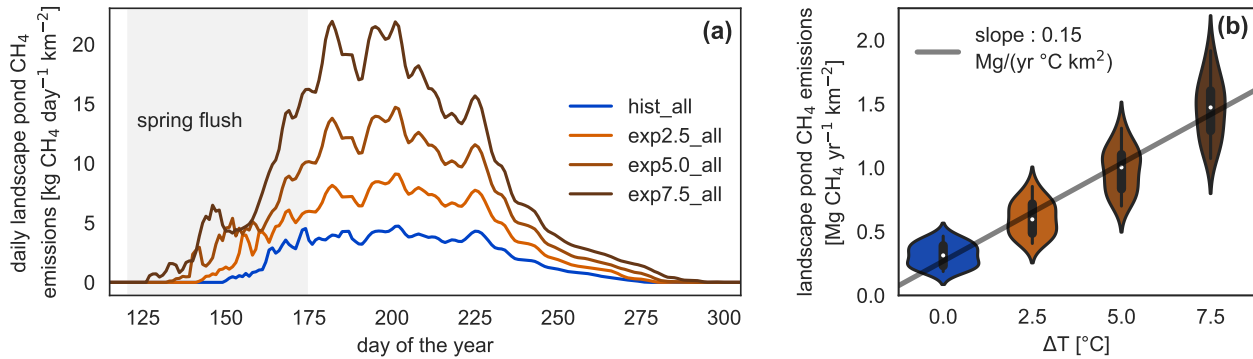 daily landscape pond CH₄
emissions [kg CH₄ day⁻¹ km⁻²]
20
15
10
5
0
(a)
spring flush
hist_all
exp2.5_all
exp5.0_all
exp7.5_all
125
150
175
200
225
250
275
300
day of the year
landscape pond CH₄ emissions
[Mg CH₄ yr⁻¹ km⁻²]
2.0
1.5
1.0
0.5
0.0
(b)
slope : 0.15
Mg/(yr °C km²)
0.0
2.5
5.0
7.5
ΔT [°C]